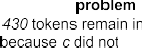 problem
430 tokens remain in
because c did not